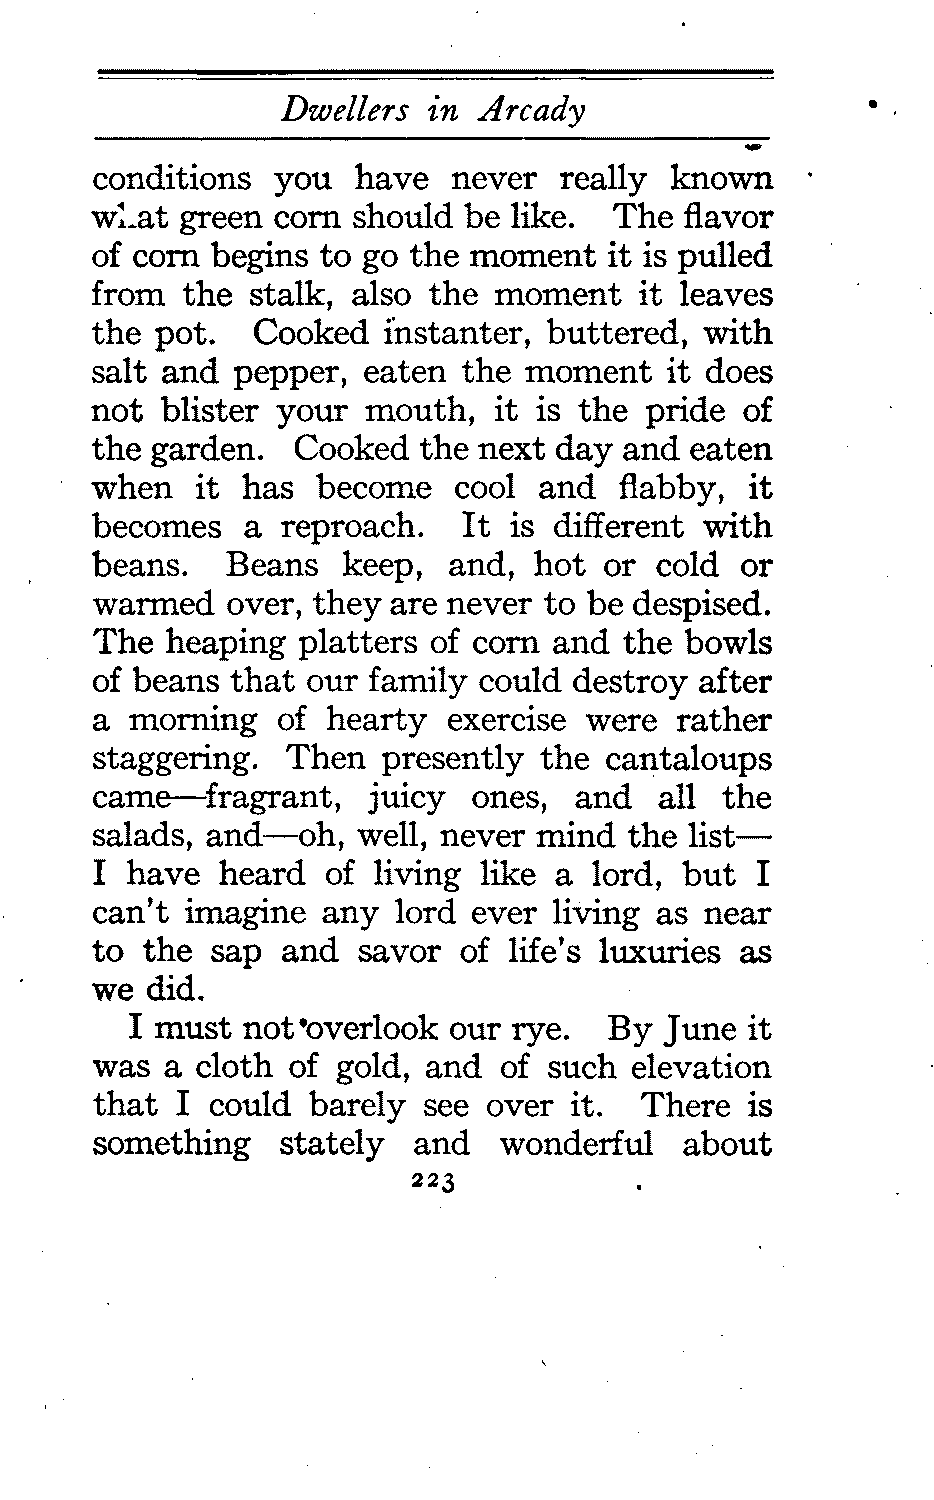 Dwellers in Arcady
conditions you have never really known
what green corn should be like. The flavor
of corn begins to go the moment it is pulled
from the stalk, also the moment it leaves
the pot. Cooked instanter, buttered, with
salt and pepper, eaten the moment it does
not blister your mouth, it is the pride of
the garden. Cooked the next day and eaten
when it has become cool and flabby, it
becomes a reproach. It is different with
beans. Beans keep, and, hot or cold or
warmed over, they are never to be despised.
The heaping platters of corn and the bowls
of beans that our family could destroy after
a morning of hearty exercise were rather
staggering. Then presently the cantaloups
came—fragrant, juicy ones, and all the
salads, and—oh, well, never mind the list—
I have heard of living like a lord, but I
can't imagine any lord ever living as near
to the sap and savor of life's luxuries as
we did.
I must not overlook our rye. By June it
was a cloth of gold, and of such elevation
that I could barely see over it. There is
something stately and wonderful about
223